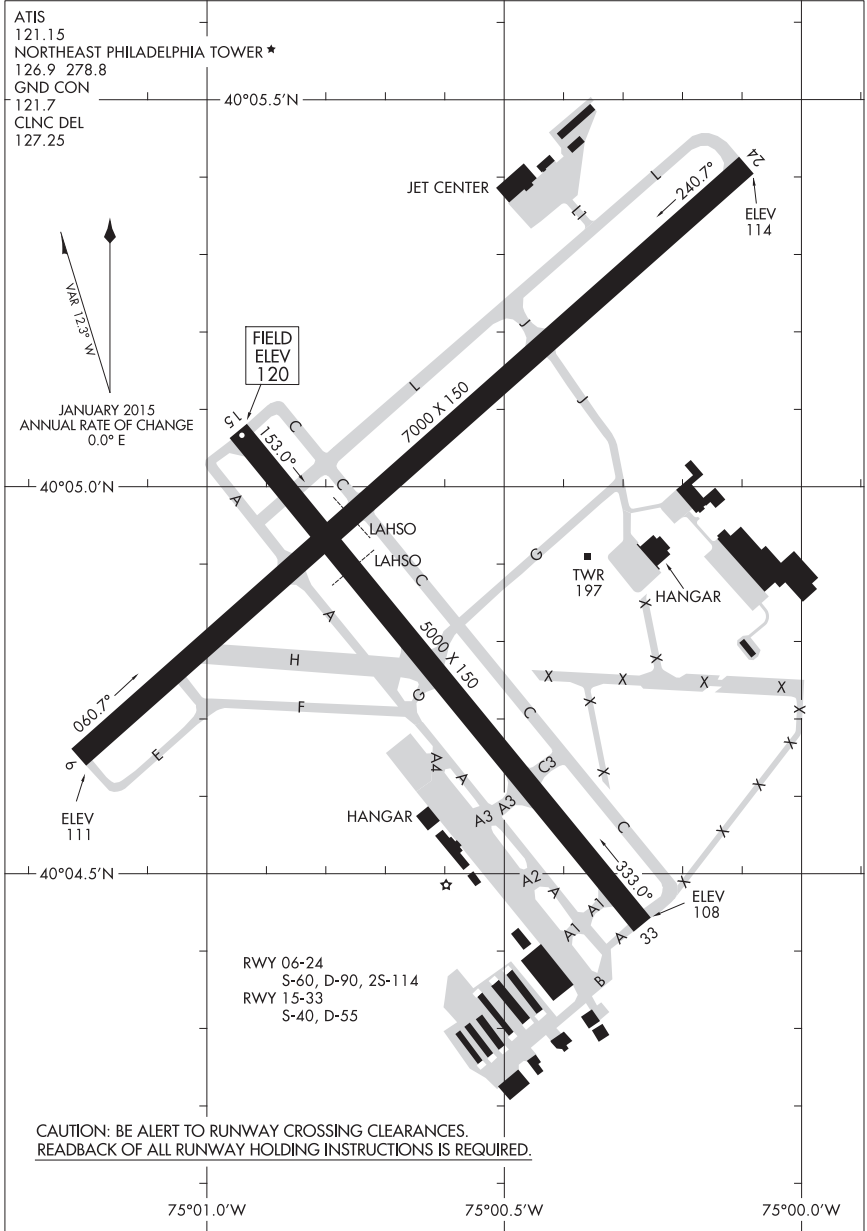 ATIS
121.15
NORTHEAST PHILADELPHIA TOWER
126.9 278.8
GND CON
121.7
CLNC DEL
127.25
40°05.5'N
JET CENTER
L
L1
24
240.7°
ELEV
114
VAR 12.3° W
JANUARY 2015
ANNUAL RATE OF CHANGE
0.0° E
FIELD
ELEV
120
J
J
L
7000 X 150
15
C
153.0°
40°05.0'N
A
C
LAHSO
LAHSO
G
TWR
197
HANGAR
C
A
5000 X 150
X
X
H
G
X
X
X
X
X
X
F
C
060.7°
6
E
ELEV
111
A4
A
C3
X
X
X
HANGAR
A3
A3
C
40°04.5'N
A2
A
333.0°
X
ELEV
108
A1
A1
A
33
B
RWY 06-24
S-60, D-90, 2S-114
RWY 15-33
S-40, D-55
CAUTION: BE ALERT TO RUNWAY CROSSING CLEARANCES.
READBACK OF ALL RUNWAY HOLDING INSTRUCTIONS IS REQUIRED.
75°01.0'W
75°00.5'W
75°00.0'W